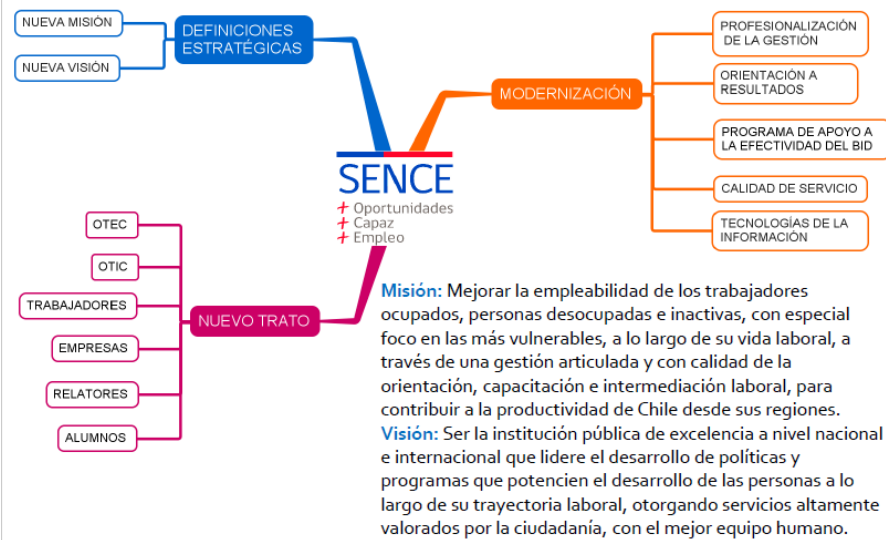 NUEVA MISIÓN
NUEVA VISIÓN
DEFINICIONES
ESTRATÉGICAS
MODERNIZACIÓN
PROFESIONALIZACIÓN
DE LA GESTIÓN
ORIENTACIÓN A
RESULTADOS
PROGRAMA DE APOYO A
LA EFECTIVIDAD DEL BID
CALIDAD DE SERVICIO
TECNOLOGÍAS DE LA
INFORMACIÓN
SENCE
+ Oportunidades
+ Capaz
+ Empleo
OTEC
OTIC
TRABAJADORES
EMPRESAS
RELATORES
ALUMNOS
NUEVO TRATO
Misión: Mejorar la empleabilidad de los trabajadores
ocupados, personas desocupadas e inactivas, con especial
foco en las más vulnerables, a lo largo de su vida laboral, a
través de una gestión articulada y con calidad de la
orientación, capacitación e intermediación laboral, para
contribuir a la productividad de Chile desde sus regiones.
Visión: Ser la institución pública de excelencia a nivel nacional
e internacional que lidere el desarrollo de políticas y
programas que potencien el desarrollo de las personas a lo
largo de su trayectoria laboral, otorgando servicios altamente
valorados por la ciudadanía, con el mejor equipo humano.